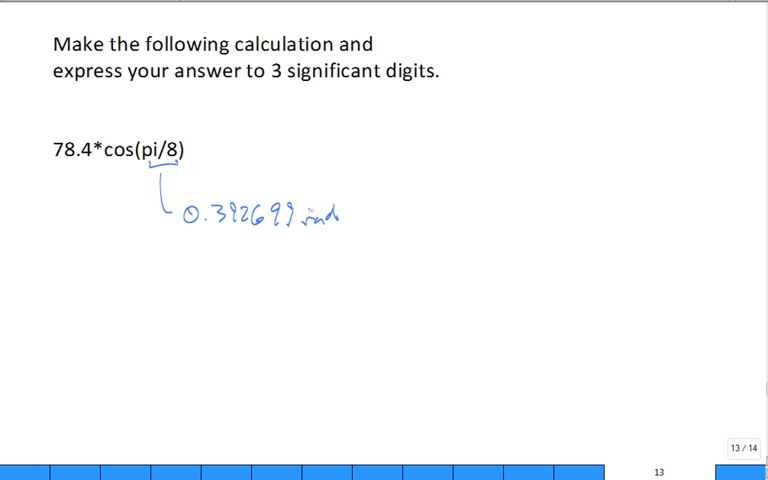 Make the following calculation and
express your answer to 3 significant digits.
78.4*cos(pi/8)
0.392699 rad
13 / 14
13